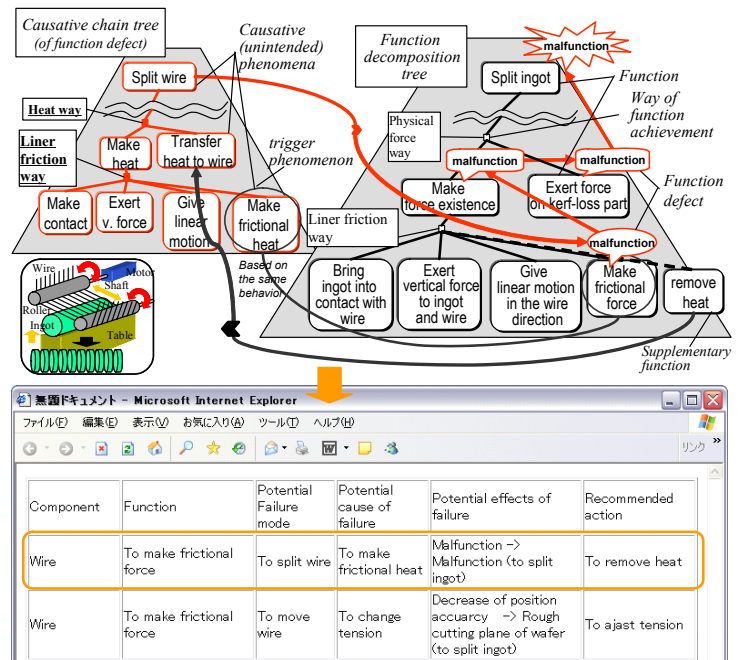 Causative chain tree
(of function defect)
Causative
(unintended)
phenomena
Split wire
Heat way
Liner
friction
way
Make
heat
Transfer
heat to wire
trigger
phenomenon
Make
contact
Exert
v. force
Give
linear
motion
Make
frictional
heat
Based on
the same
behavior
Wire
Motor
Shaft
Roller
Ingot
Table
Function
decomposition
tree
malfunction
Split ingot
Function
Way of
function
achievement
Physical
force
way
malfunction
malfunction
Make
force existence
Exert force
on kerf-loss part
Function
defect
Liner friction
way
malfunction
Bring
ingot into
contact with
wire
Exert
vertical force
to ingot
and wire
Give
linear motion
in the wire
direction
Make
frictional
force
remove
heat
Supplementary
function
無題ドキュメント - Microsoft Internet Explorer
ファイル(F) 編集(E) 表示(V) お気に入り(A) ツール(T) ヘルプ(H)
リンク »
Component
Function
Potential
Failure
mode
Potential
cause of
failure
Potential effects of
failure
Recommended
action
Wire
To make frictional
force
To split wire
To make
frictional heat
Malfunction ->
Malfunction (to split
ingot)
To remove heat
Wire
To make frictional
force
To move
wire
To change
tension
Decrease of position
accuarcy -> Rough
cutting plane of wafer
(to split ingot)
To ajast tension